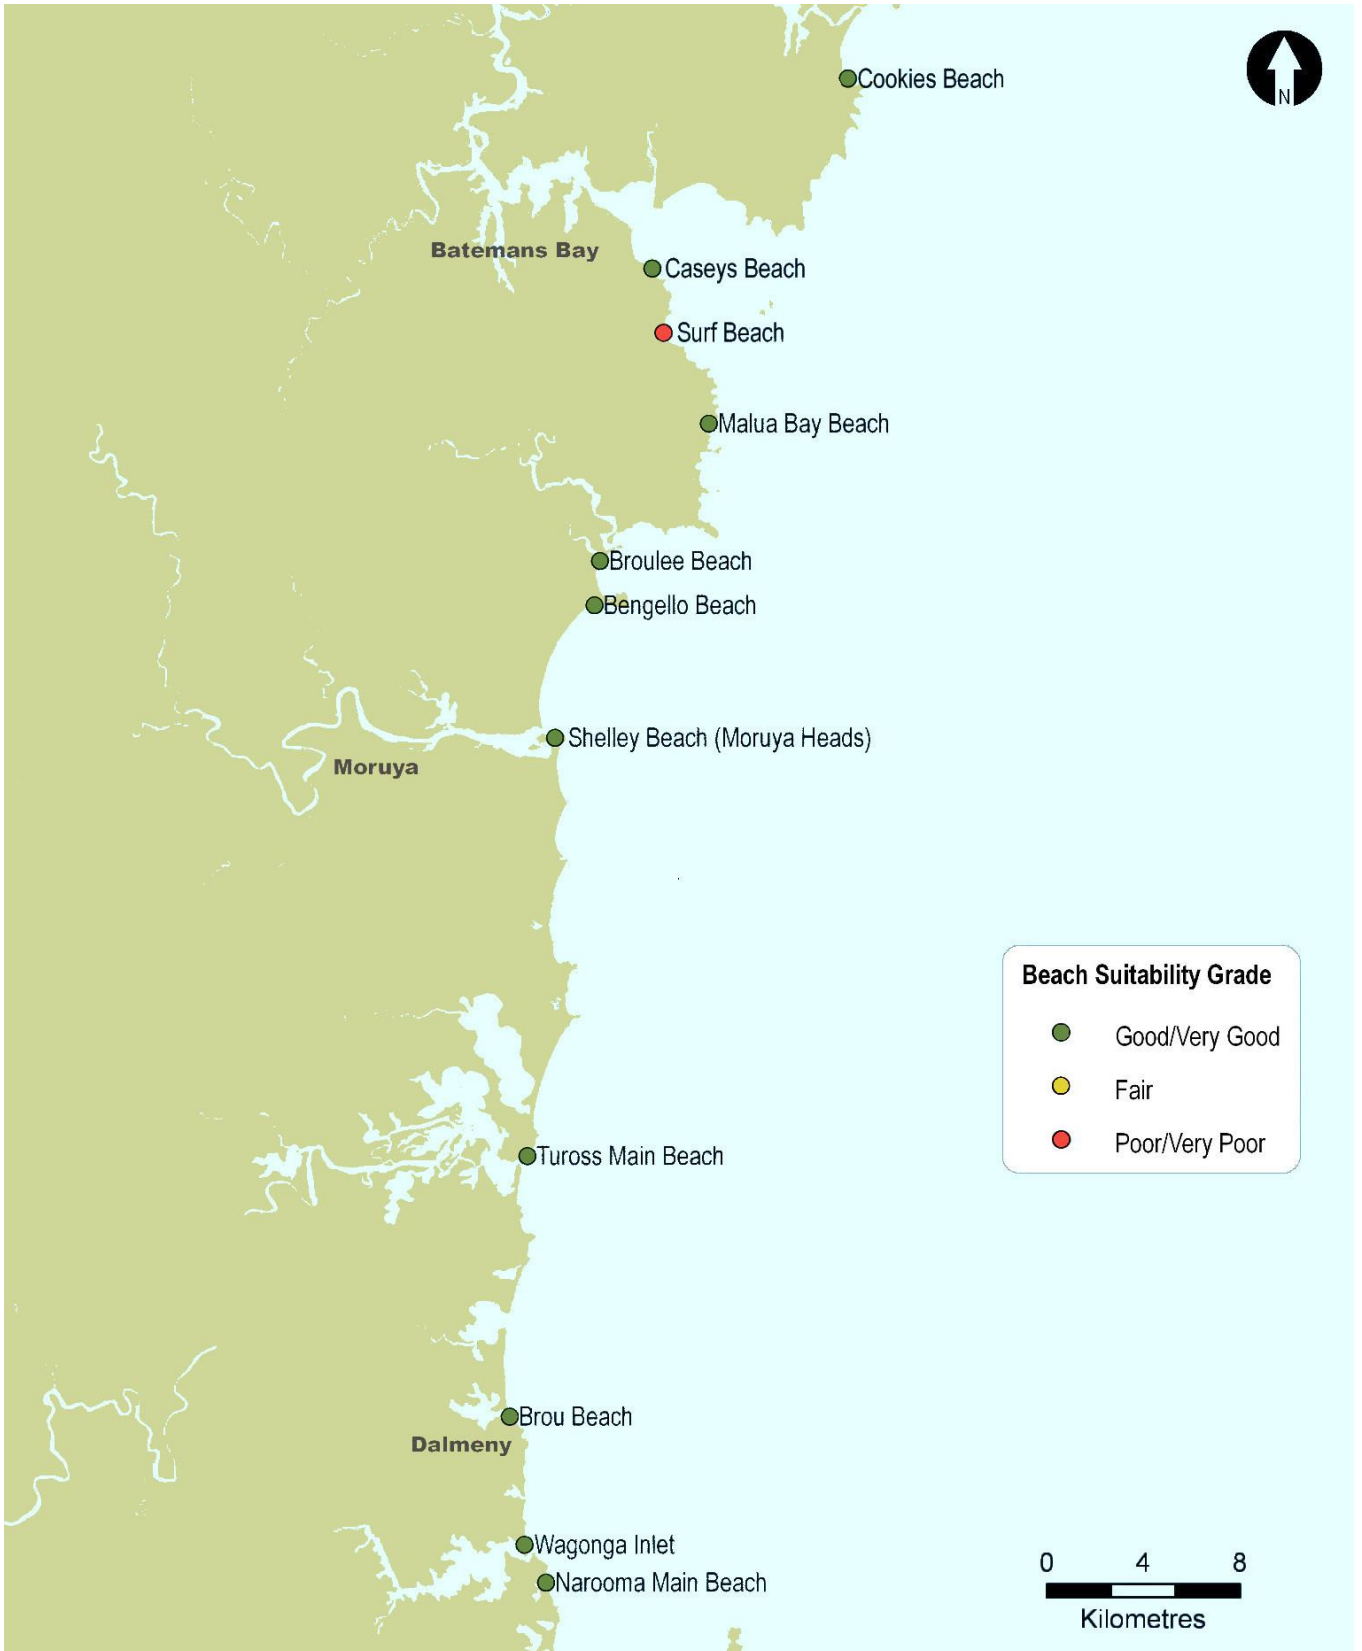 Cookies Beach
N
Batemans Bay
Caseys Beach
Surf Beach
Malua Bay Beach
Broulee Beach
Bengello Beach
Shelley Beach (Moruya Heads)
Moruya
Beach Suitability Grade
Good/Very Good
Fair
Poor/Very Poor
Tuross Main Beach
Brou Beach
Dalmeny
Wagonga Inlet
Narooma Main Beach
0 4 8
Kilometres